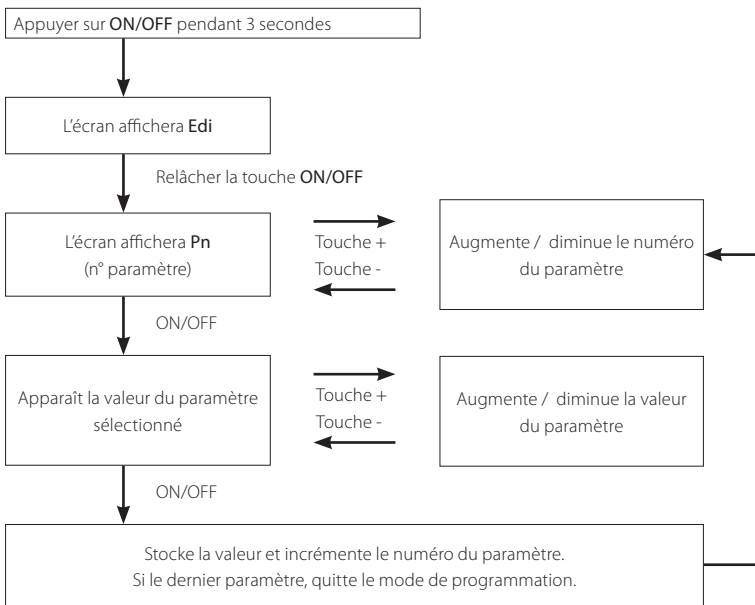 Appuyer sur ON/OFF pendant 3 secondes
L'écran affichera Edi
Relâcher la touche ON/OFF
L'écran affichera Pn
(n° paramètre)
Touche +
Touche -
Augmente / diminue le numéro
du paramètre
ON/OFF
Apparaît la valeur du paramètre
sélectionné
Touche +
Touche -
Augmente / diminue la valeur
du paramètre
ON/OFF
Stocke la valeur et incrémente le numéro du paramètre.
Si le dernier paramètre, quitte le mode de programmation.